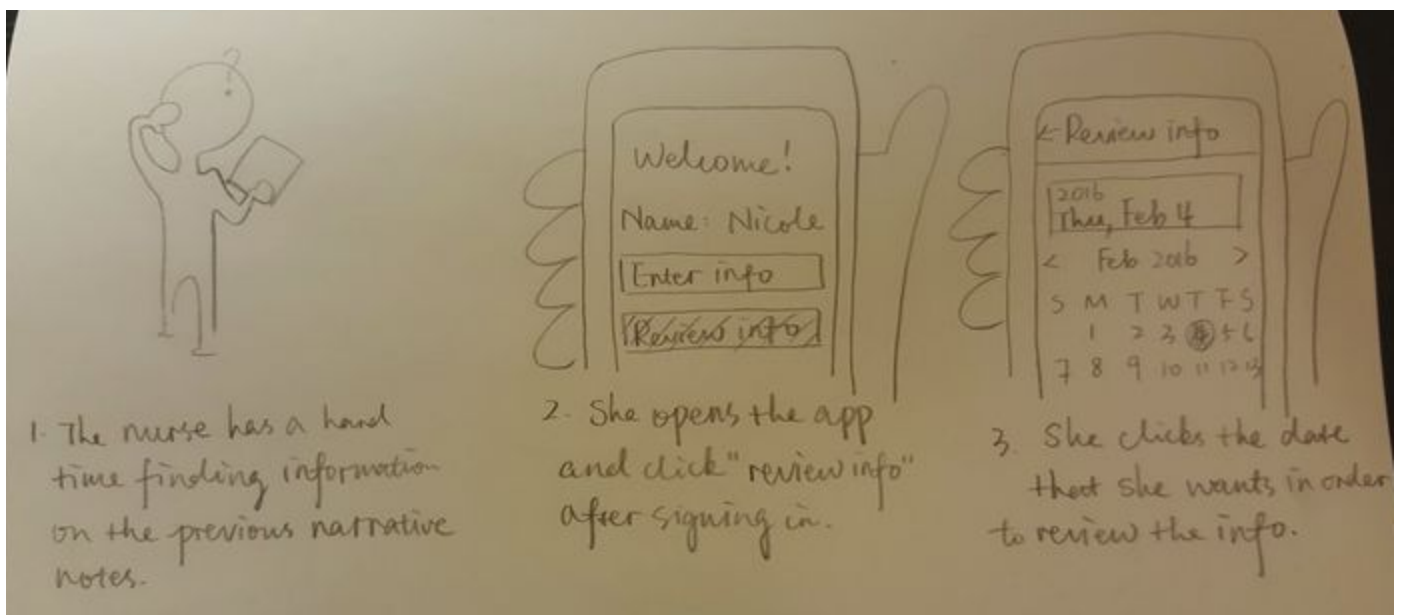 ?
Welcome!
Name: Nicole
Enter info
Review info
← Review info
2016
Thu, Feb 4
< Feb 2016 >
S M T W T F S
1 2 3 4 5 6
7 8 9 10 11 12 13
1. The nurse has a hard
time finding information
on the previous narrative
notes.
2. She opens the app
and click "review info"
after signing in.
3. She clicks the date
that she wants in order
to review the info.